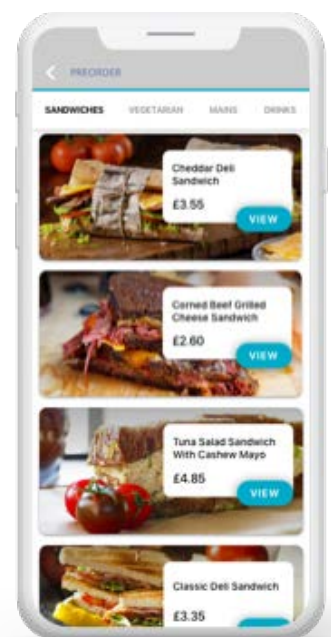 PREORDER
SANDWICHES VEGETARIAN MAINS DRINKS
Cheddar Deli
Sandwich
£3.55
VIEW
Corned Beef Grilled
Cheese Sandwich
£2.60
VIEW
Tuna Salad Sandwich
With Cashew Mayo
£4.85
VIEW
Classic Deli Sandwich
£3.35